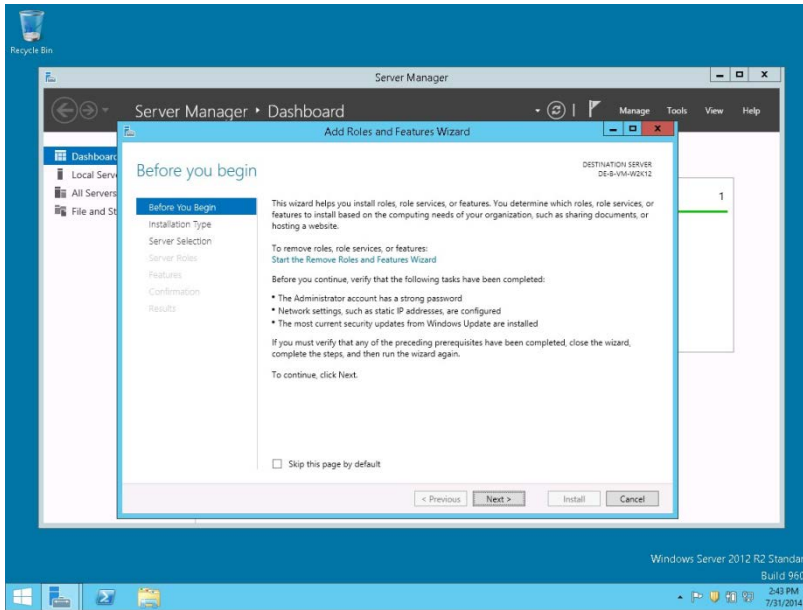 Recycle Bin
Server Manager
Server Manager ‣ Dashboard
Manage Tools View Help
Add Roles and Features Wizard
Dashboard
Local Serve
All Servers
File and St
1
Before you begin
DESTINATION SERVER
DE-B-VM-W2K12
Before You Begin
Installation Type
Server Selection
Server Roles
Features
Confirmation
Results
This wizard helps you install roles, role services, or features. You determine which roles, role services, or
features to install based on the computing needs of your organization, such as sharing documents, or
hosting a website.
To remove roles, role services, or features:
Start the Remove Roles and Features Wizard
Before you continue, verify that the following tasks have been completed:
• The Administrator account has a strong password
• Network settings, such as static IP addresses, are configured
• The most current security updates from Windows Update are installed
If you must verify that any of the preceding prerequisites have been completed, close the wizard,
complete the steps, and then run the wizard again.
To continue, click Next.
Skip this page by default
< Previous Next > Install Cancel
Windows Server 2012 R2 Standar
Build 960
2:43 PM
7/31/2014